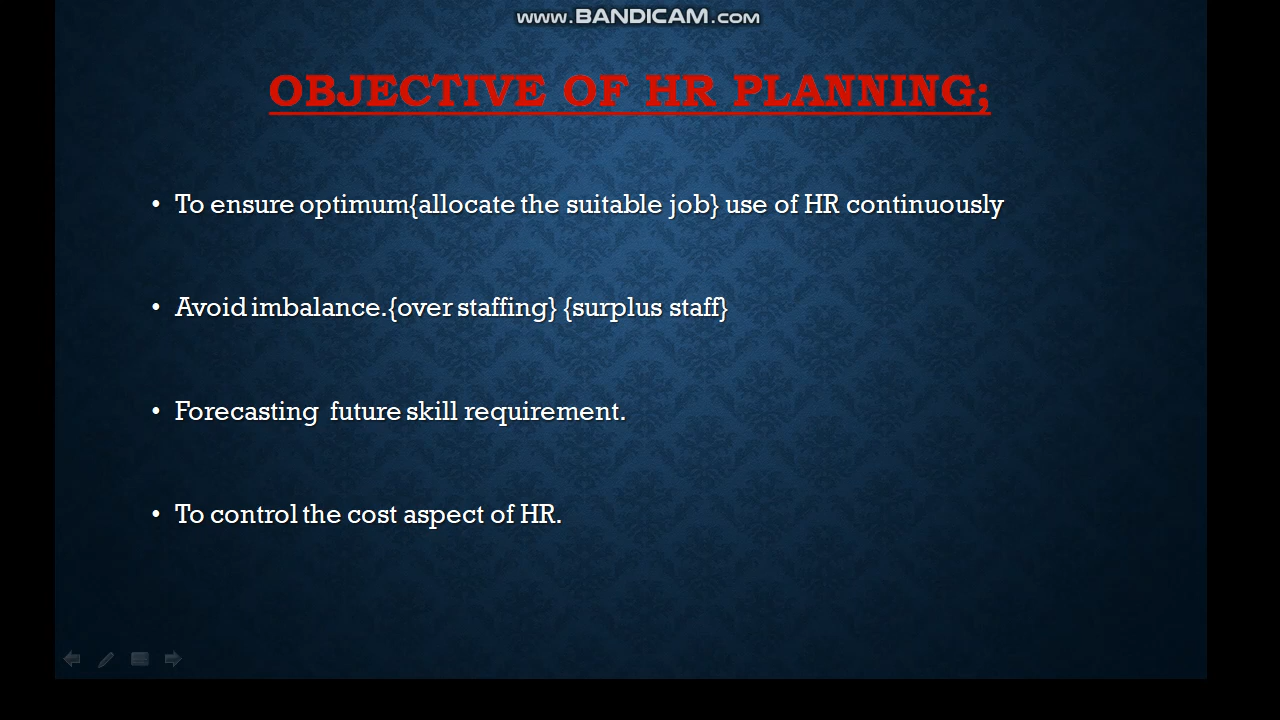 www.BANDICAM.com
OBJECTIVE OF HR PLANNING;
• To ensure optimum{allocate the suitable job} use of HR continuously
• Avoid imbalance.{over staffing} {surplus staff}
• Forecasting  future skill requirement.
• To control the cost aspect of HR.